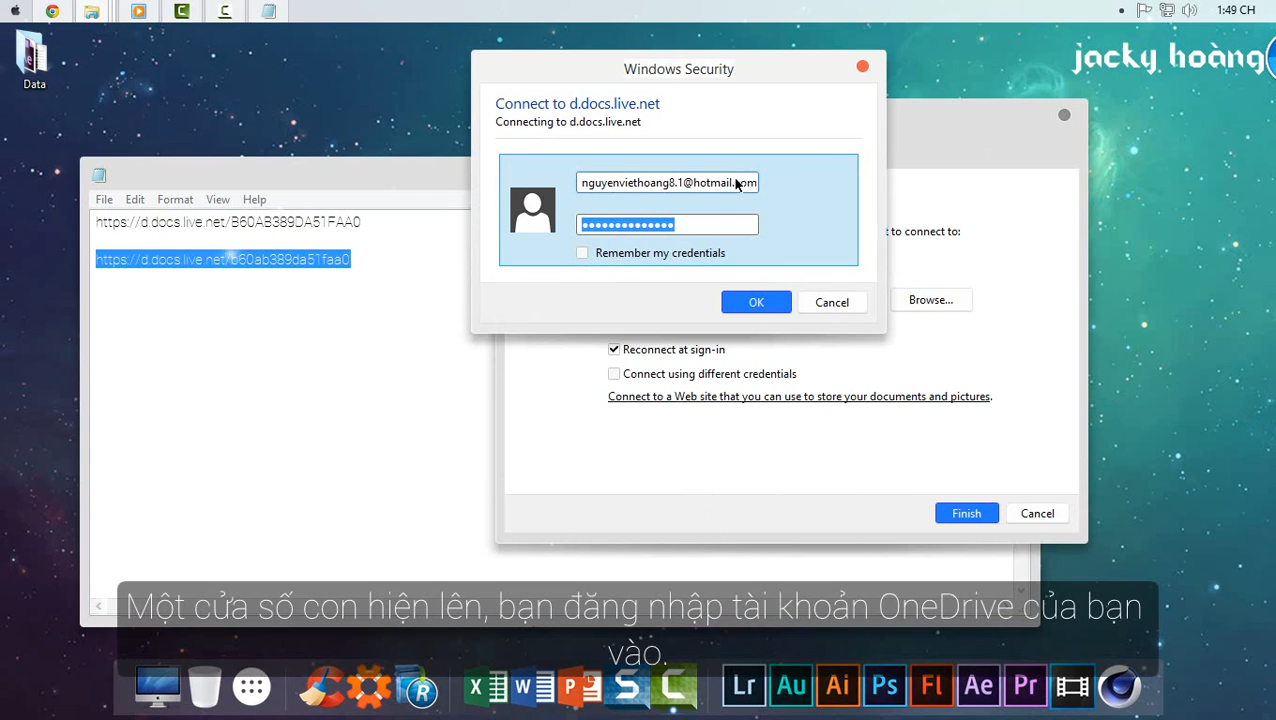 1:49 CH
jacky hoàng
Data
Windows Security
Connect to d.docs.live.net
Connecting to d.docs.live.net
nguyenviethoang8.1@hotmail.com
Remember my credentials
OK
Cancel
File Edit Format View Help
https://d.docs.live.net/B60AB389DA51FAA0
https://d.docs.live.net/b60ab389da51faa0
t to connect to:
Browse...
Reconnect at sign-in
Connect using different credentials
Connect to a Web site that you can use to store your documents and pictures.
Finish
Cancel
Một cửa số con hiện lên, bạn đăng nhập tài khoản OneDrive của bạn
vào.
Lr Au Ai Ps Fl Ae Pr